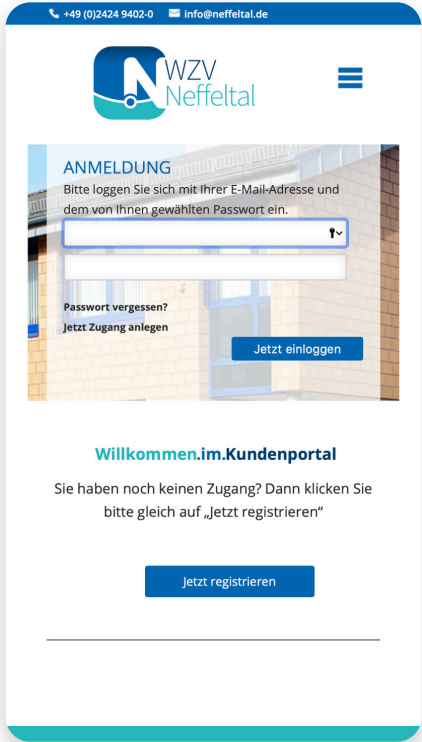 +49 (0)2424 9402-0 info@neffeltal.de
WZV
Neffeltal
ANMELDUNG
Bitte loggen Sie sich mit Ihrer E-Mail-Adresse und
dem von Ihnen gewählten Passwort ein.
Passwort vergessen?
Jetzt Zugang anlegen
Jetzt einloggen
Willkommen.im.Kundenportal
Sie haben noch keinen Zugang? Dann klicken Sie
bitte gleich auf „Jetzt registrieren“
Jetzt registrieren